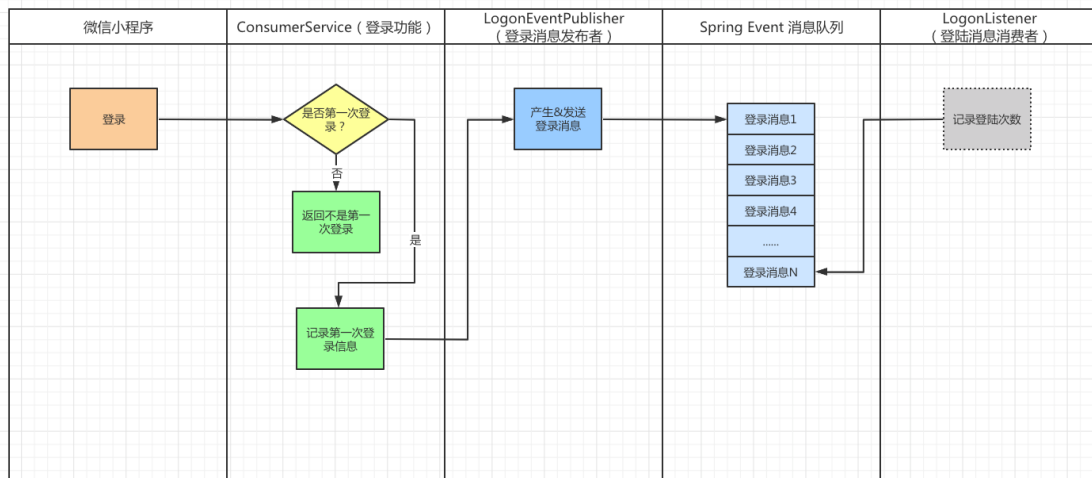 微信小程序
ConsumerService（登录功能）
LogonEventPublisher
（登录消息发布者）
Spring Event 消息队列
LogonListener
（登陆消息消费者）
登录
是否第一次登
录？
否
返回不是第一
次登录
是
记录第一次登
录信息
产生&发送
登录消息
登录消息1
登录消息2
登录消息3
登录消息4
......
登录消息N
记录登陆次数